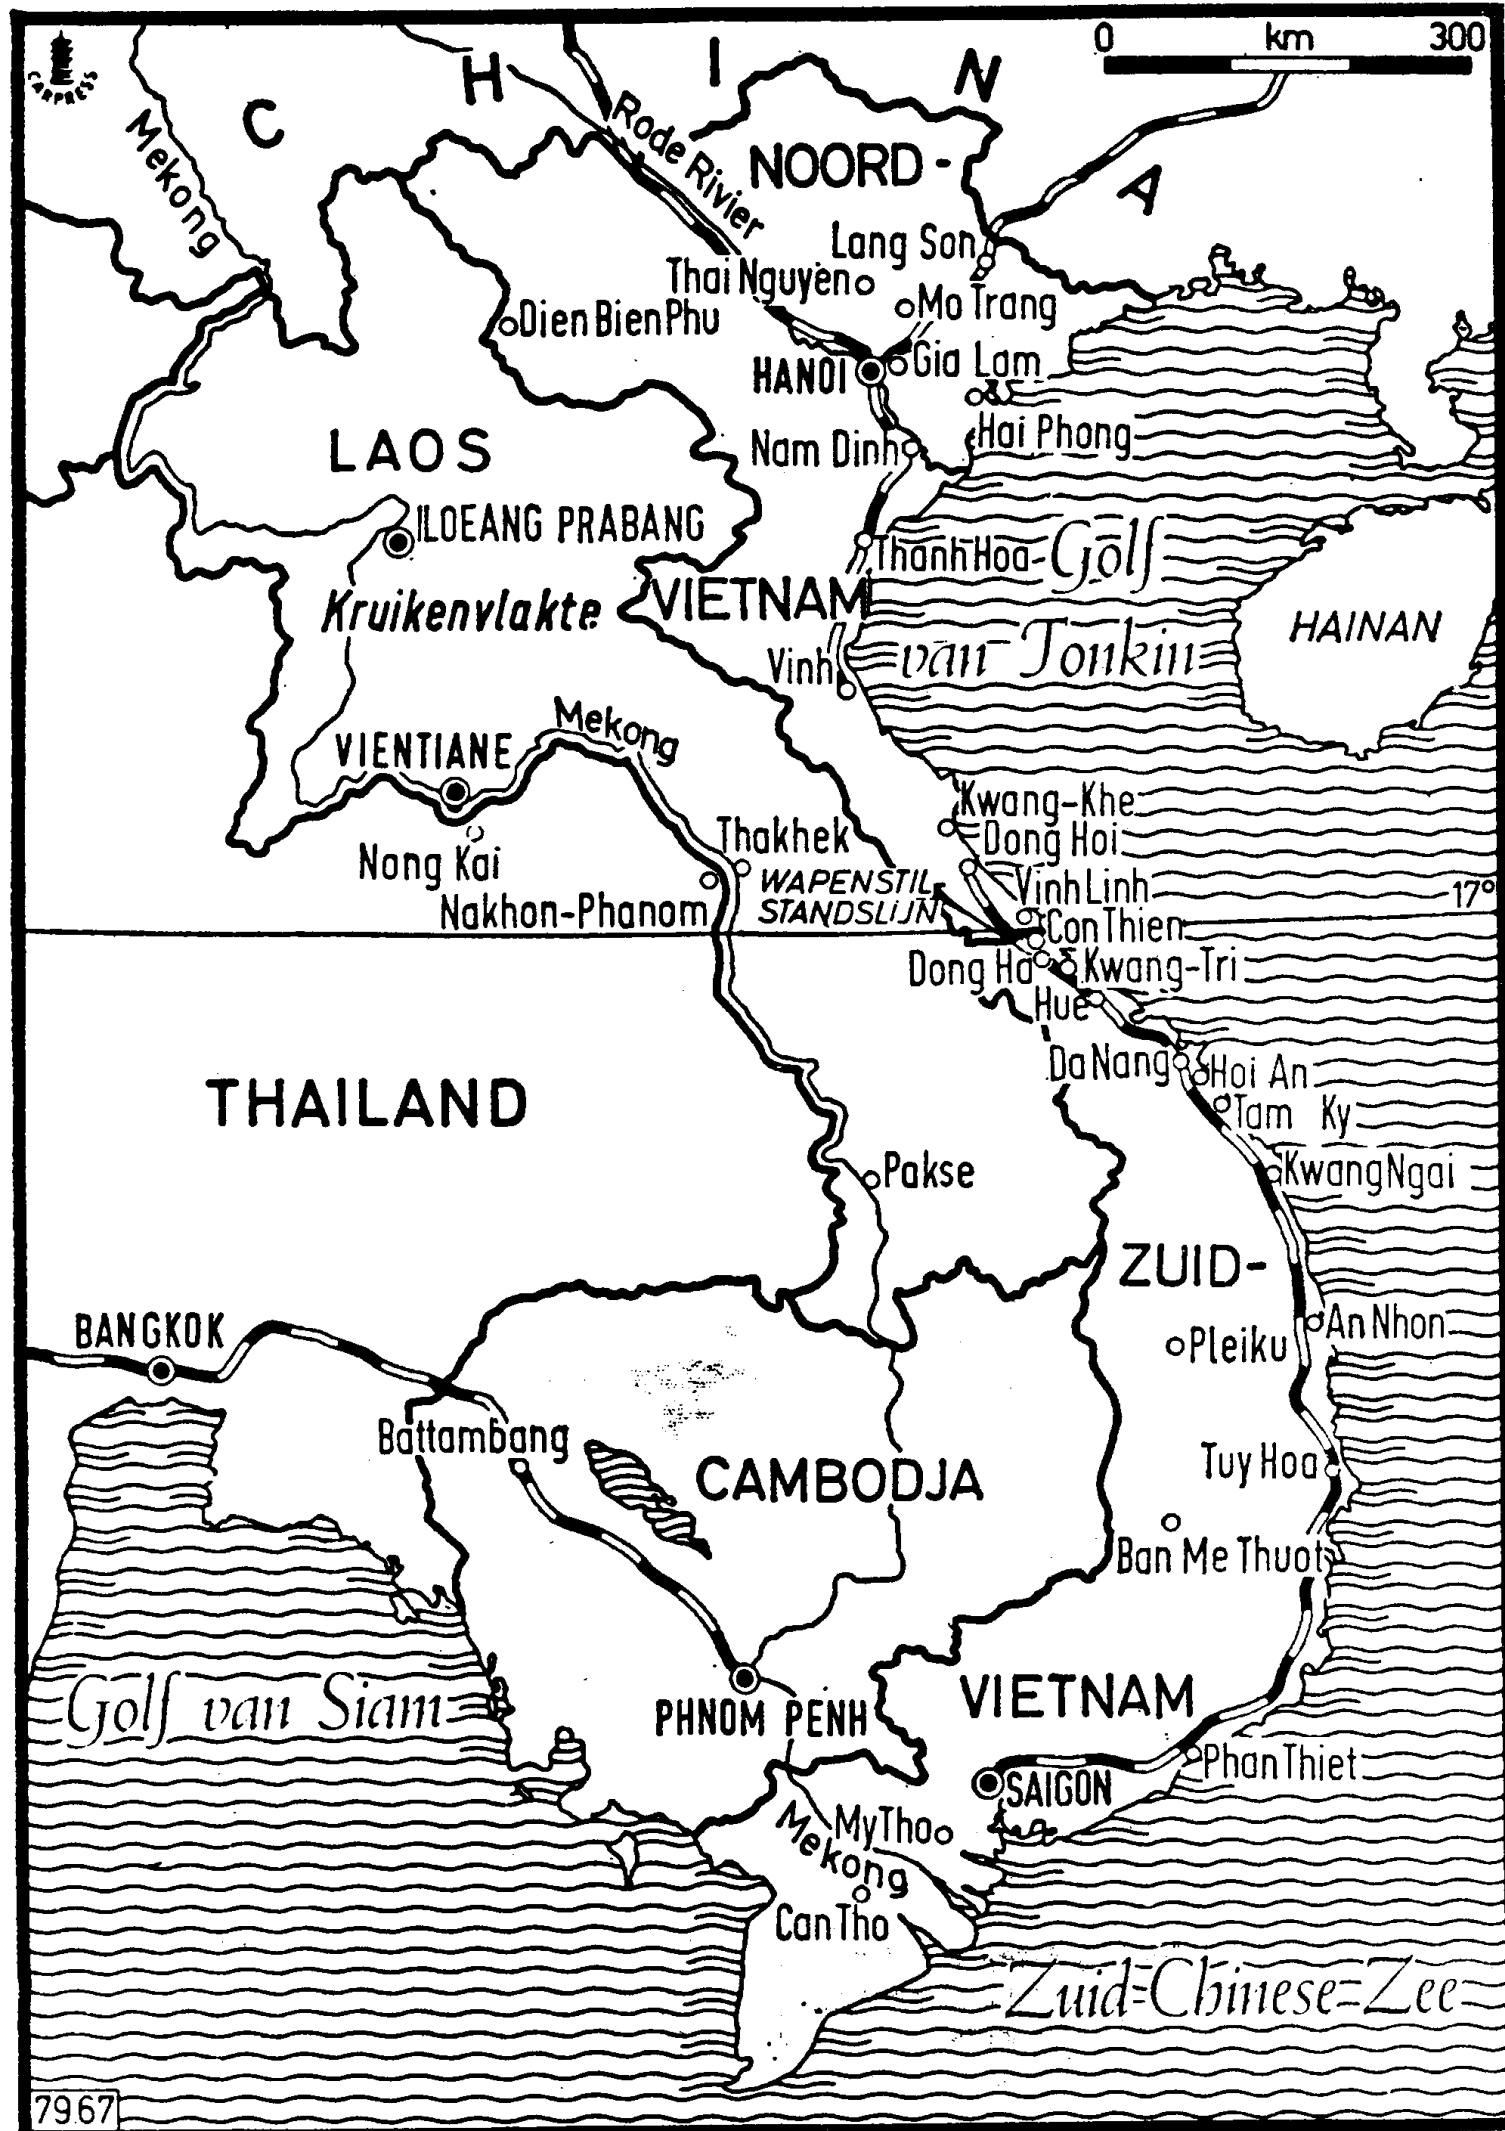 0 km 300
CARPRESS
C H I N A
Mekong
Rode Rivier
NOORD-
Lang Son
Thai Nguyen
Mo Trang
Dien Bien Phu
Gia Lam
HANOI
Hai Phong
Nam Dinh
LAOS
LOEANG PRABANG
Thanh Hoa
Golf
van Tonkin
Kruikenvlakte
VIETNAM
HAINAN
Vinh
Mekong
VIENTIANE
Kwang-Khe
Dong Hoi
Thakhek
Nong Kai
WAPENSTIL
STANDSLIJN
Vinh Linh
17°
Nakhon-Phanom
Con Thien
Dong Ha
Kwang-Tri
Hue
Da Nang
Hoi An
THAILAND
Tam Ky
Pakse
Kwang Ngai
ZUID-
BANGKOK
An Nhon
Pleiku
Battambang
Tuy Hoa
CAMBODJA
Ban Me Thuot
Golf van Siam
VIETNAM
PHNOM PENH
Phan Thiet
SAIGON
My Tho
Mekong
Can Tho
Zuid-Chinese-Zee
7967